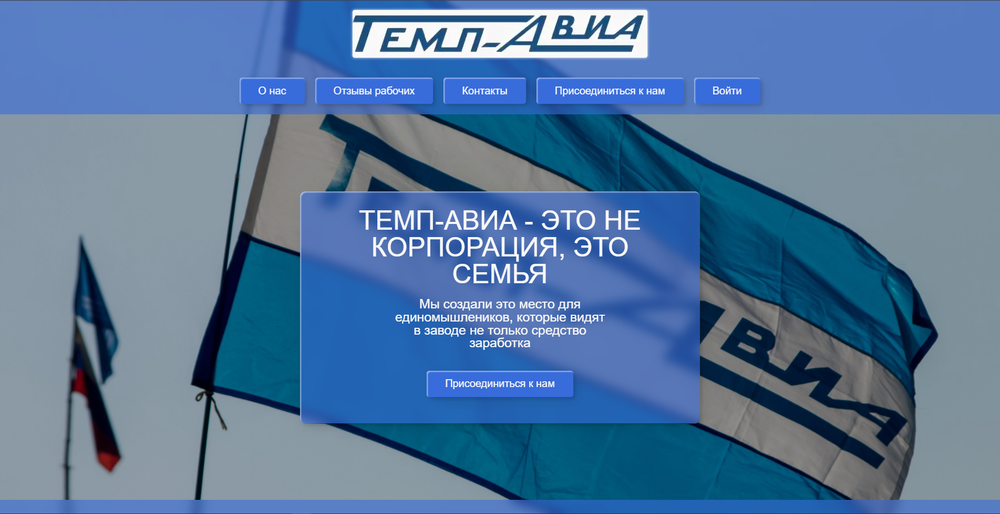 ТЕМП-АВИА
О нас
Отзывы рабочих
Контакты
Присоединиться к нам
Войти
ТЕМП-АВИА - ЭТО НЕ
КОРПОРАЦИЯ, ЭТО
СЕМЬЯ
Мы создали это место для
единомышлеников, которые видят
в заводе не только средство
заработка
Присоединиться к нам
АВИА